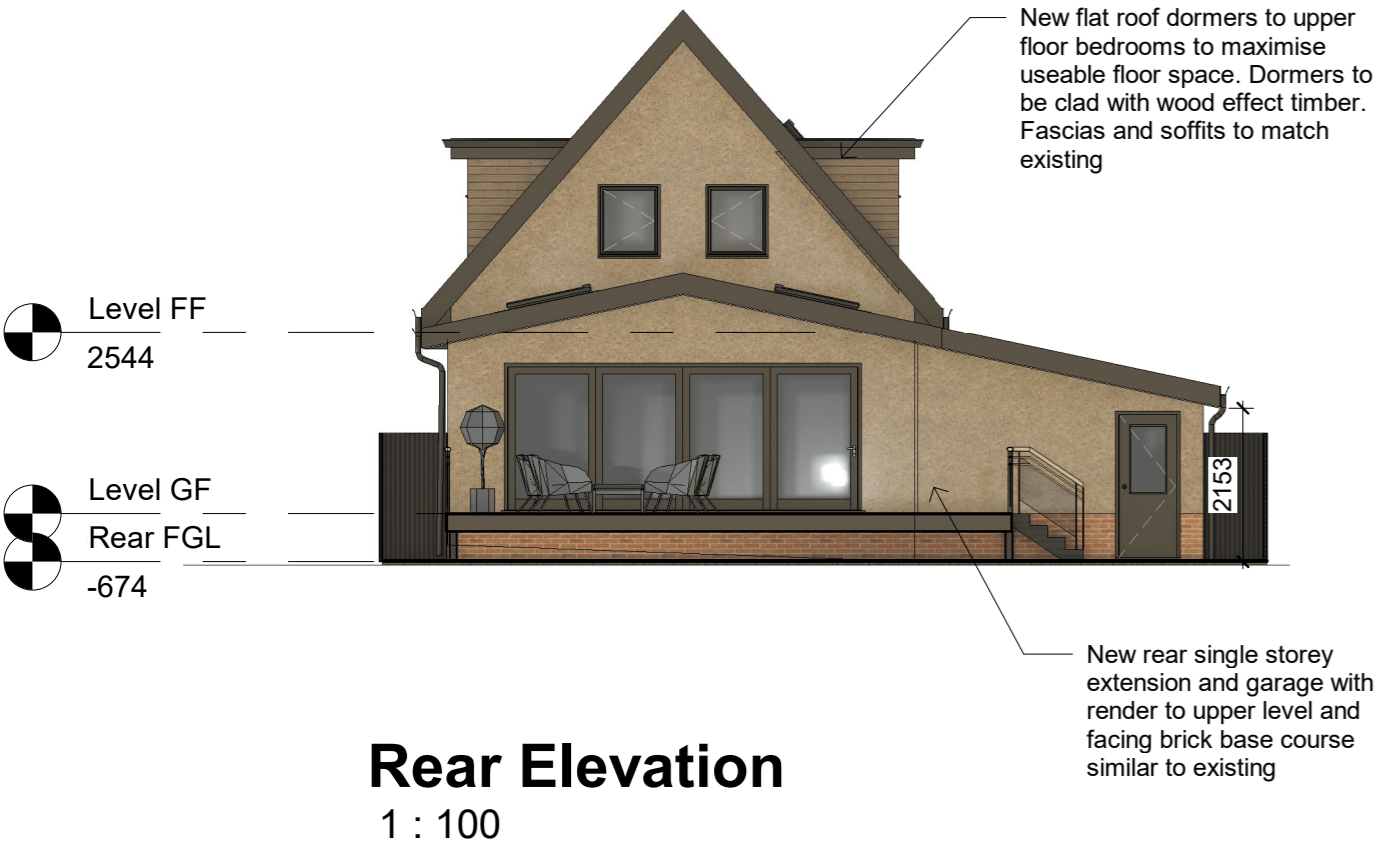 New flat roof dormers to upper
floor bedrooms to maximise
useable floor space. Dormers to
be clad with wood effect timber.
Fascias and soffits to match
existing
Level FF
2544
Level GF
Rear FGL
-674
2153
New rear single storey
extension and garage with
render to upper level and
facing brick base course
similar to existing
Rear Elevation
1 : 100